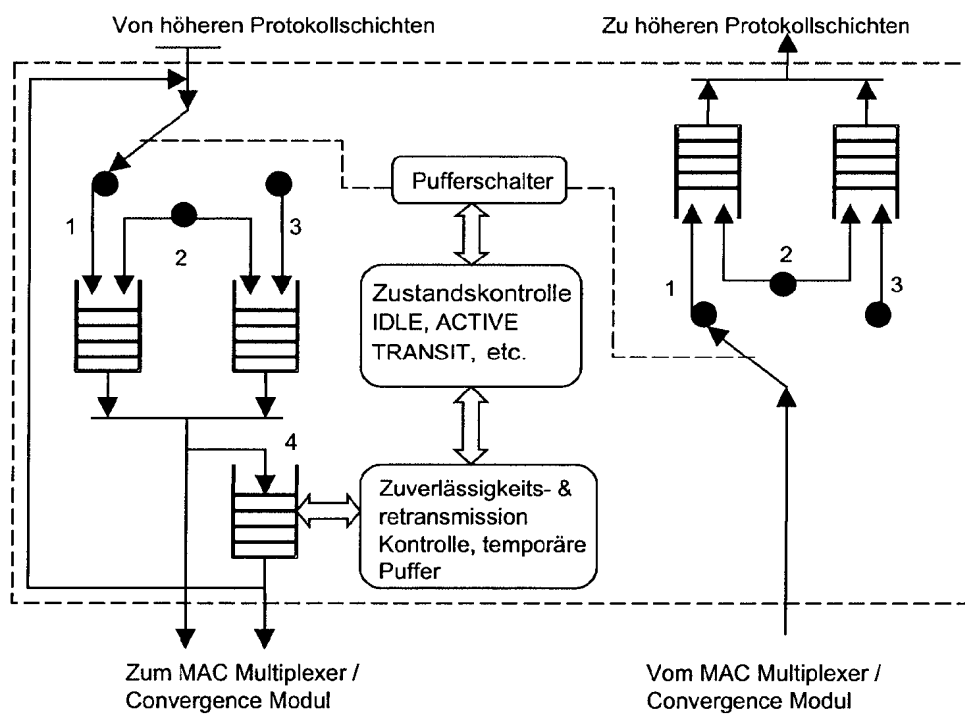 Von höheren Protokollschichten
Zu höheren Protokollschichten
Pufferschalter
1
2
3
Zustandskontrolle
IDLE, ACTIVE
TRANSIT, etc.
1
2
3
4
Zuverlässigkeits- &
retransmission
Kontrolle, temporäre
Puffer
Zum MAC Multiplexer /
Convergence Modul
Vom MAC Multiplexer /
Convergence Modul